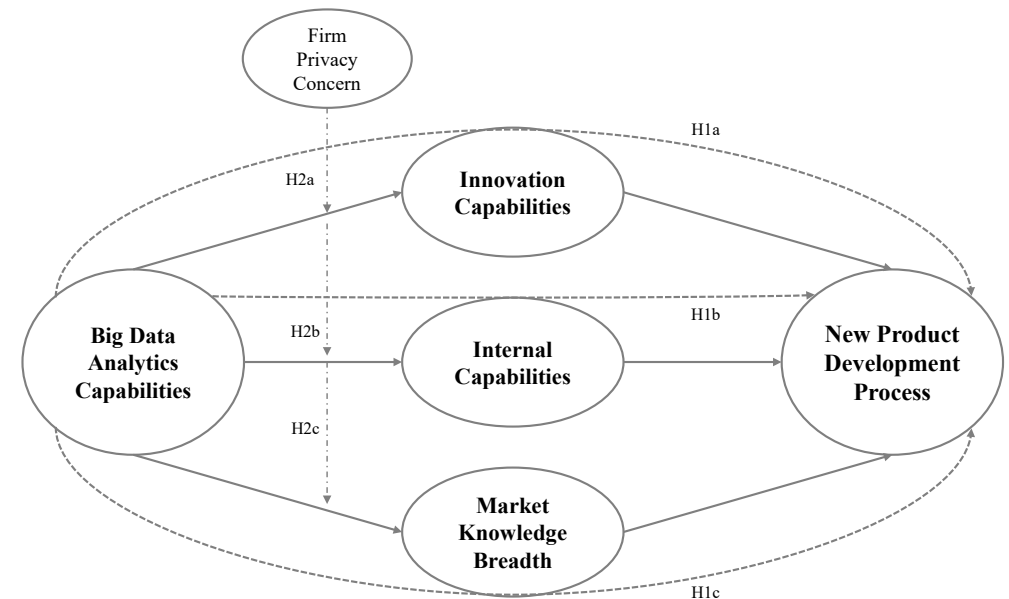 Firm
Privacy
Concern
H1a
H2a
Innovation
Capabilities
H1b
H2b
Big Data
Analytics
Capabilities
Internal
Capabilities
New Product
Development
Process
H2c
Market
Knowledge
Breadth
H1c